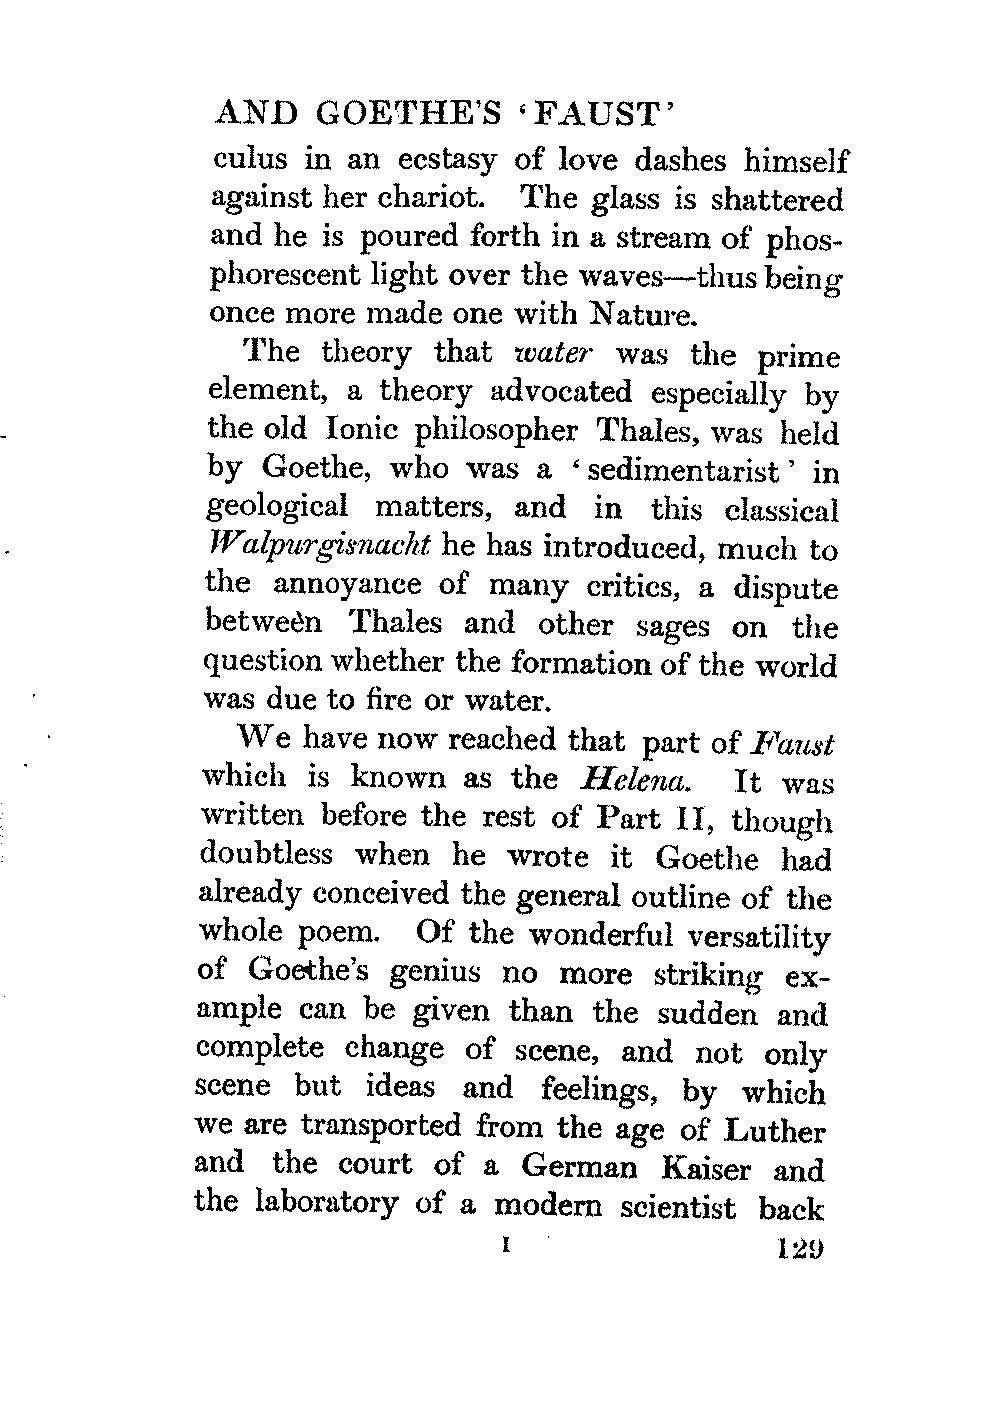 AND GOETHE'S ‘FAUST’
culus in an ecstasy of love dashes himself
against her chariot. The glass is shattered
and he is poured forth in a stream of phos-
phorescent light over the waves—thus being
once more made one with Nature.
The theory that water was the prime
element, a theory advocated especially by
the old Ionic philosopher Thales, was held
by Goethe, who was a ‘sedimentarist’ in
geological matters, and in this classical
Walpurgisnacht he has introduced, much to
the annoyance of many critics, a dispute
between Thales and other sages on the
question whether the formation of the world
was due to fire or water.
We have now reached that part of Faust
which is known as the Helena. It was
written before the rest of Part II, though
doubtless when he wrote it Goethe had
already conceived the general outline of the
whole poem. Of the wonderful versatility
of Goethe's genius no more striking ex-
ample can be given than the sudden and
complete change of scene, and not only
scene but ideas and feelings, by which
we are transported from the age of Luther
and the court of a German Kaiser and
the laboratory of a modern scientist back
I 129